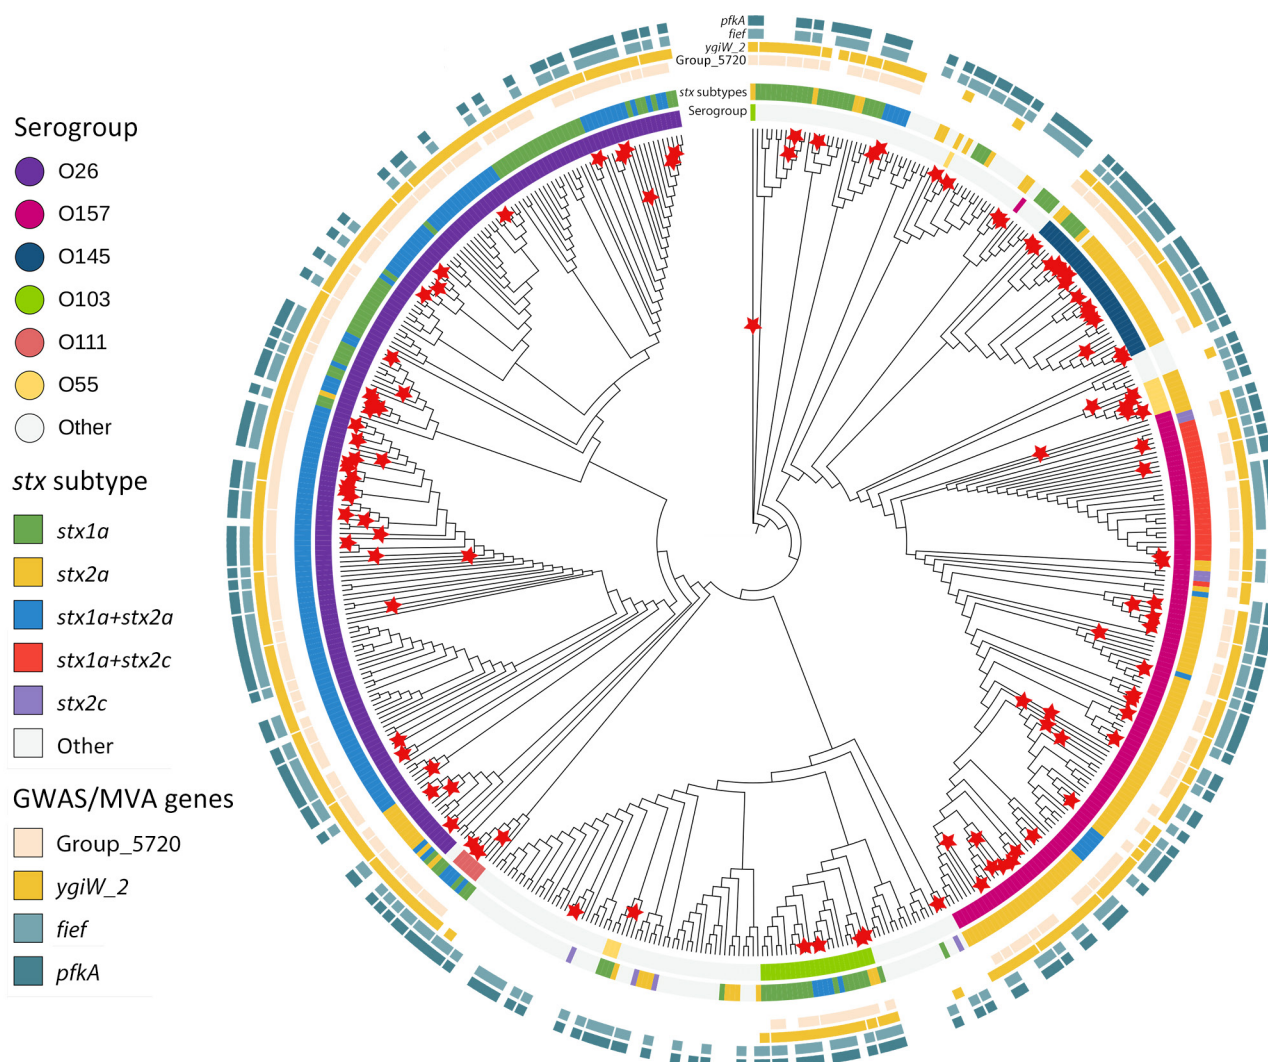 pfkA
fief
ygiW_2
Group_5720
stx subtypes
Serogroup
Serogroup
O26
O157
O145
O103
O111
O55
Other
stx subtype
stx1a
stx2a
stx1a+stx2a
stx1a+stx2c
stx2c
Other
GWAS/MVA genes
Group_5720
ygiW_2
fief
pfkA